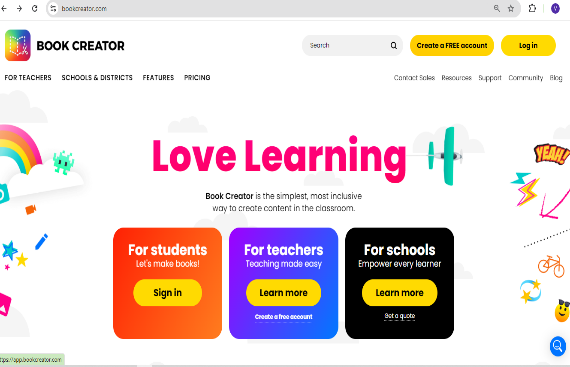 bookcreator.com
BOOK CREATOR
Search
Create a FREE account
Log in
FOR TEACHERS SCHOOLS & DISTRICTS FEATURES PRICING
Contact Sales Resources Support Community Blog
Love Learning
YEAH!
Book Creator is the simplest, most inclusive
way to create content in the classroom.
For students
Let's make books!
Sign in
For teachers
Teaching made easy
Learn more
Create a free account
For schools
Empower every learner
Learn more
Get a quote
ttps://app.bookcreator.com